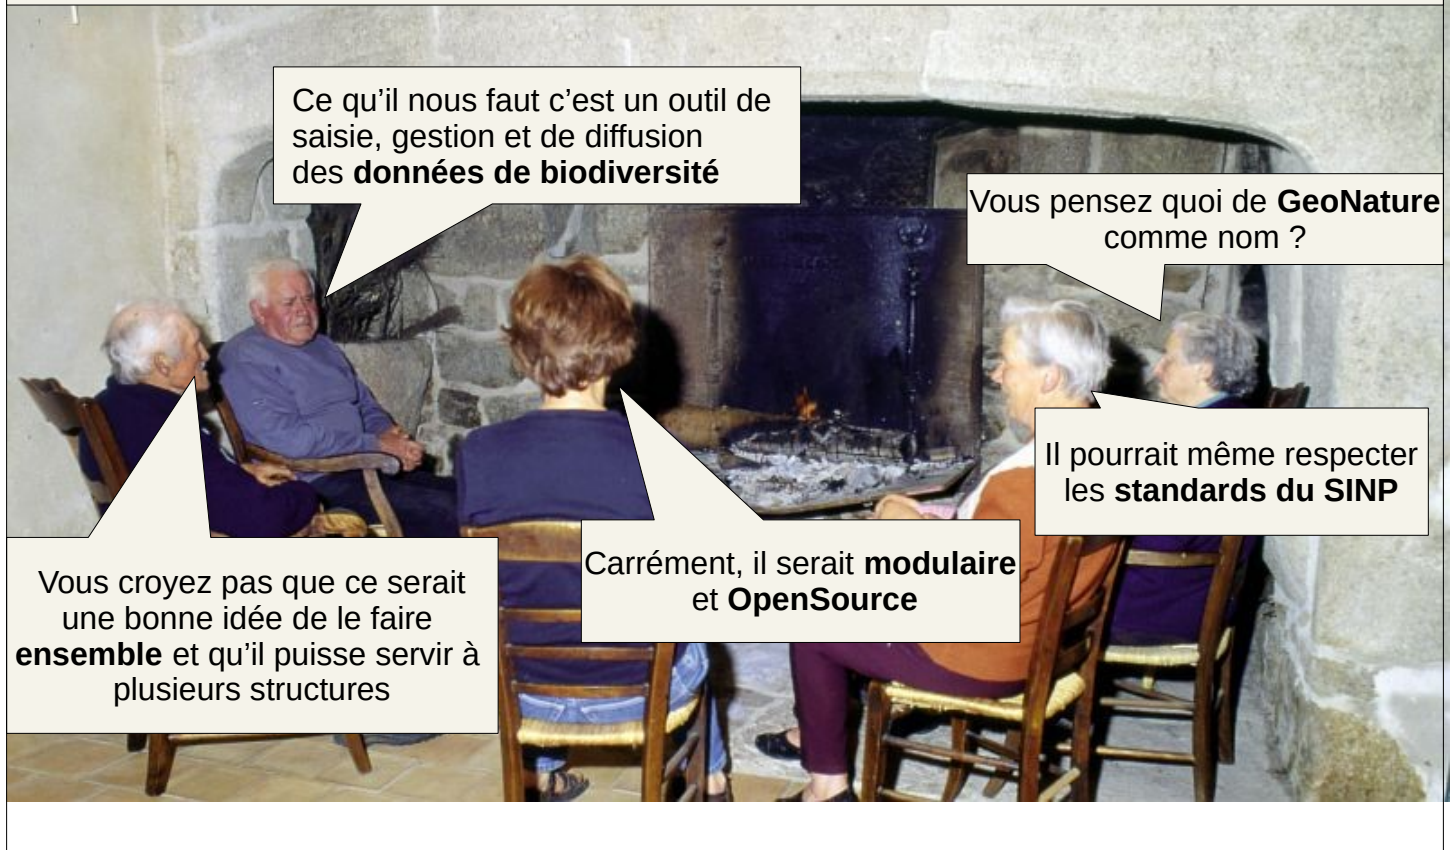 Ce qu’il nous faut c’est un outil de
saisie, gestion et de diffusion
des données de biodiversité
Vous pensez quoi de GeoNature
comme nom ?
Il pourrait même respecter
les standards du SINP
Carrément, il serait modulaire
et OpenSource
Vous croyez pas que ce serait
une bonne idée de le faire
ensemble et qu’il puisse servir à
plusieurs structures